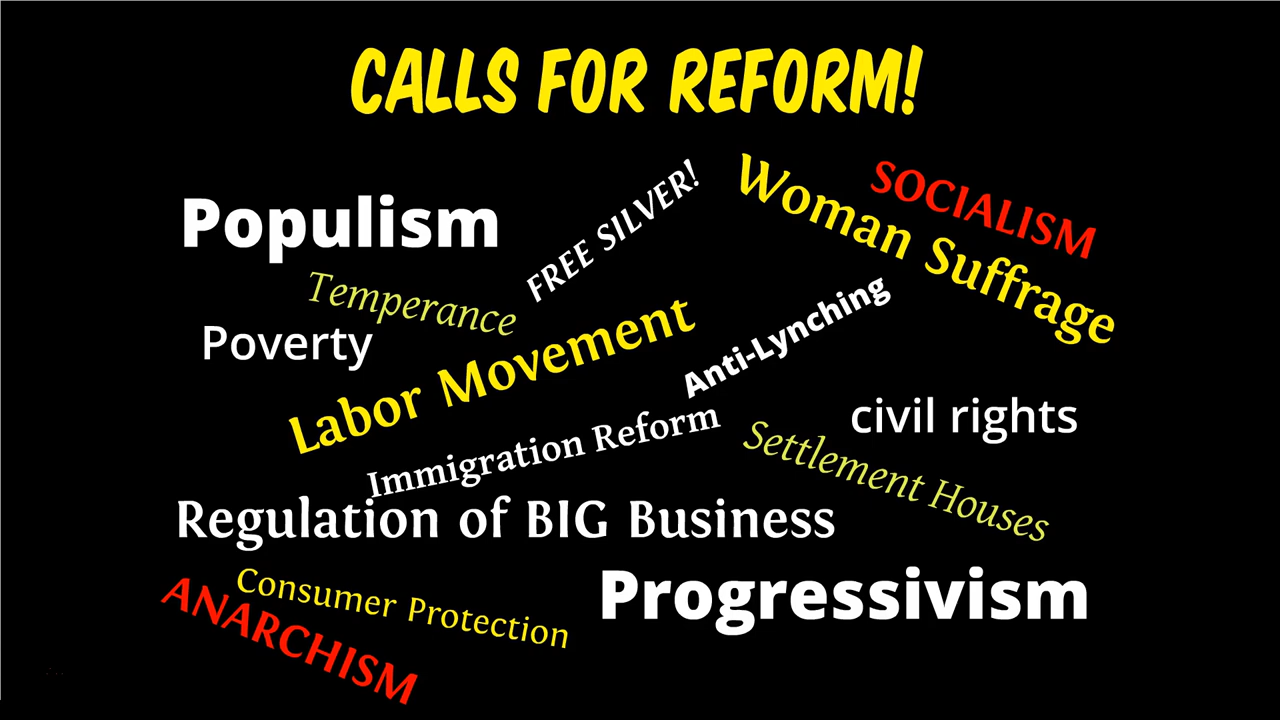 CALLS FOR REFORM!
SOCIALISM
Woman Suffrage
FREE SILVER!
Populism
Temperance
Poverty
Labor Movement
Anti-Lynching
civil rights
Immigration Reform
Settlement Houses
Regulation of BIG Business
Consumer Protection
Progressivism
ANARCHISM